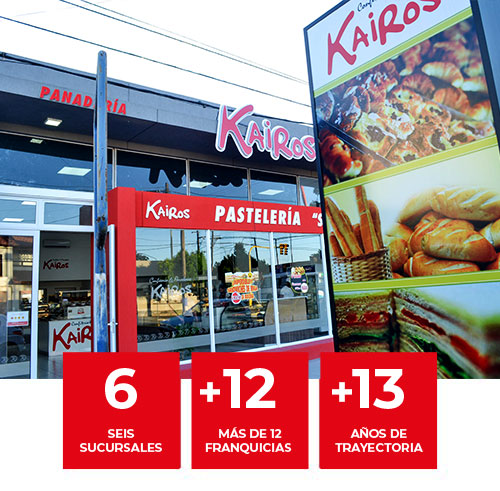 Confitería
KAIROS
PANADERÍA
KAIROS
KAIROS
PASTELERÍA "S
KAIROS
KAIROS
6
SEIS
SUCURSALES
+12
MÁS DE 12
FRANQUICIAS
+13
AÑOS DE
TRAYECTORIA